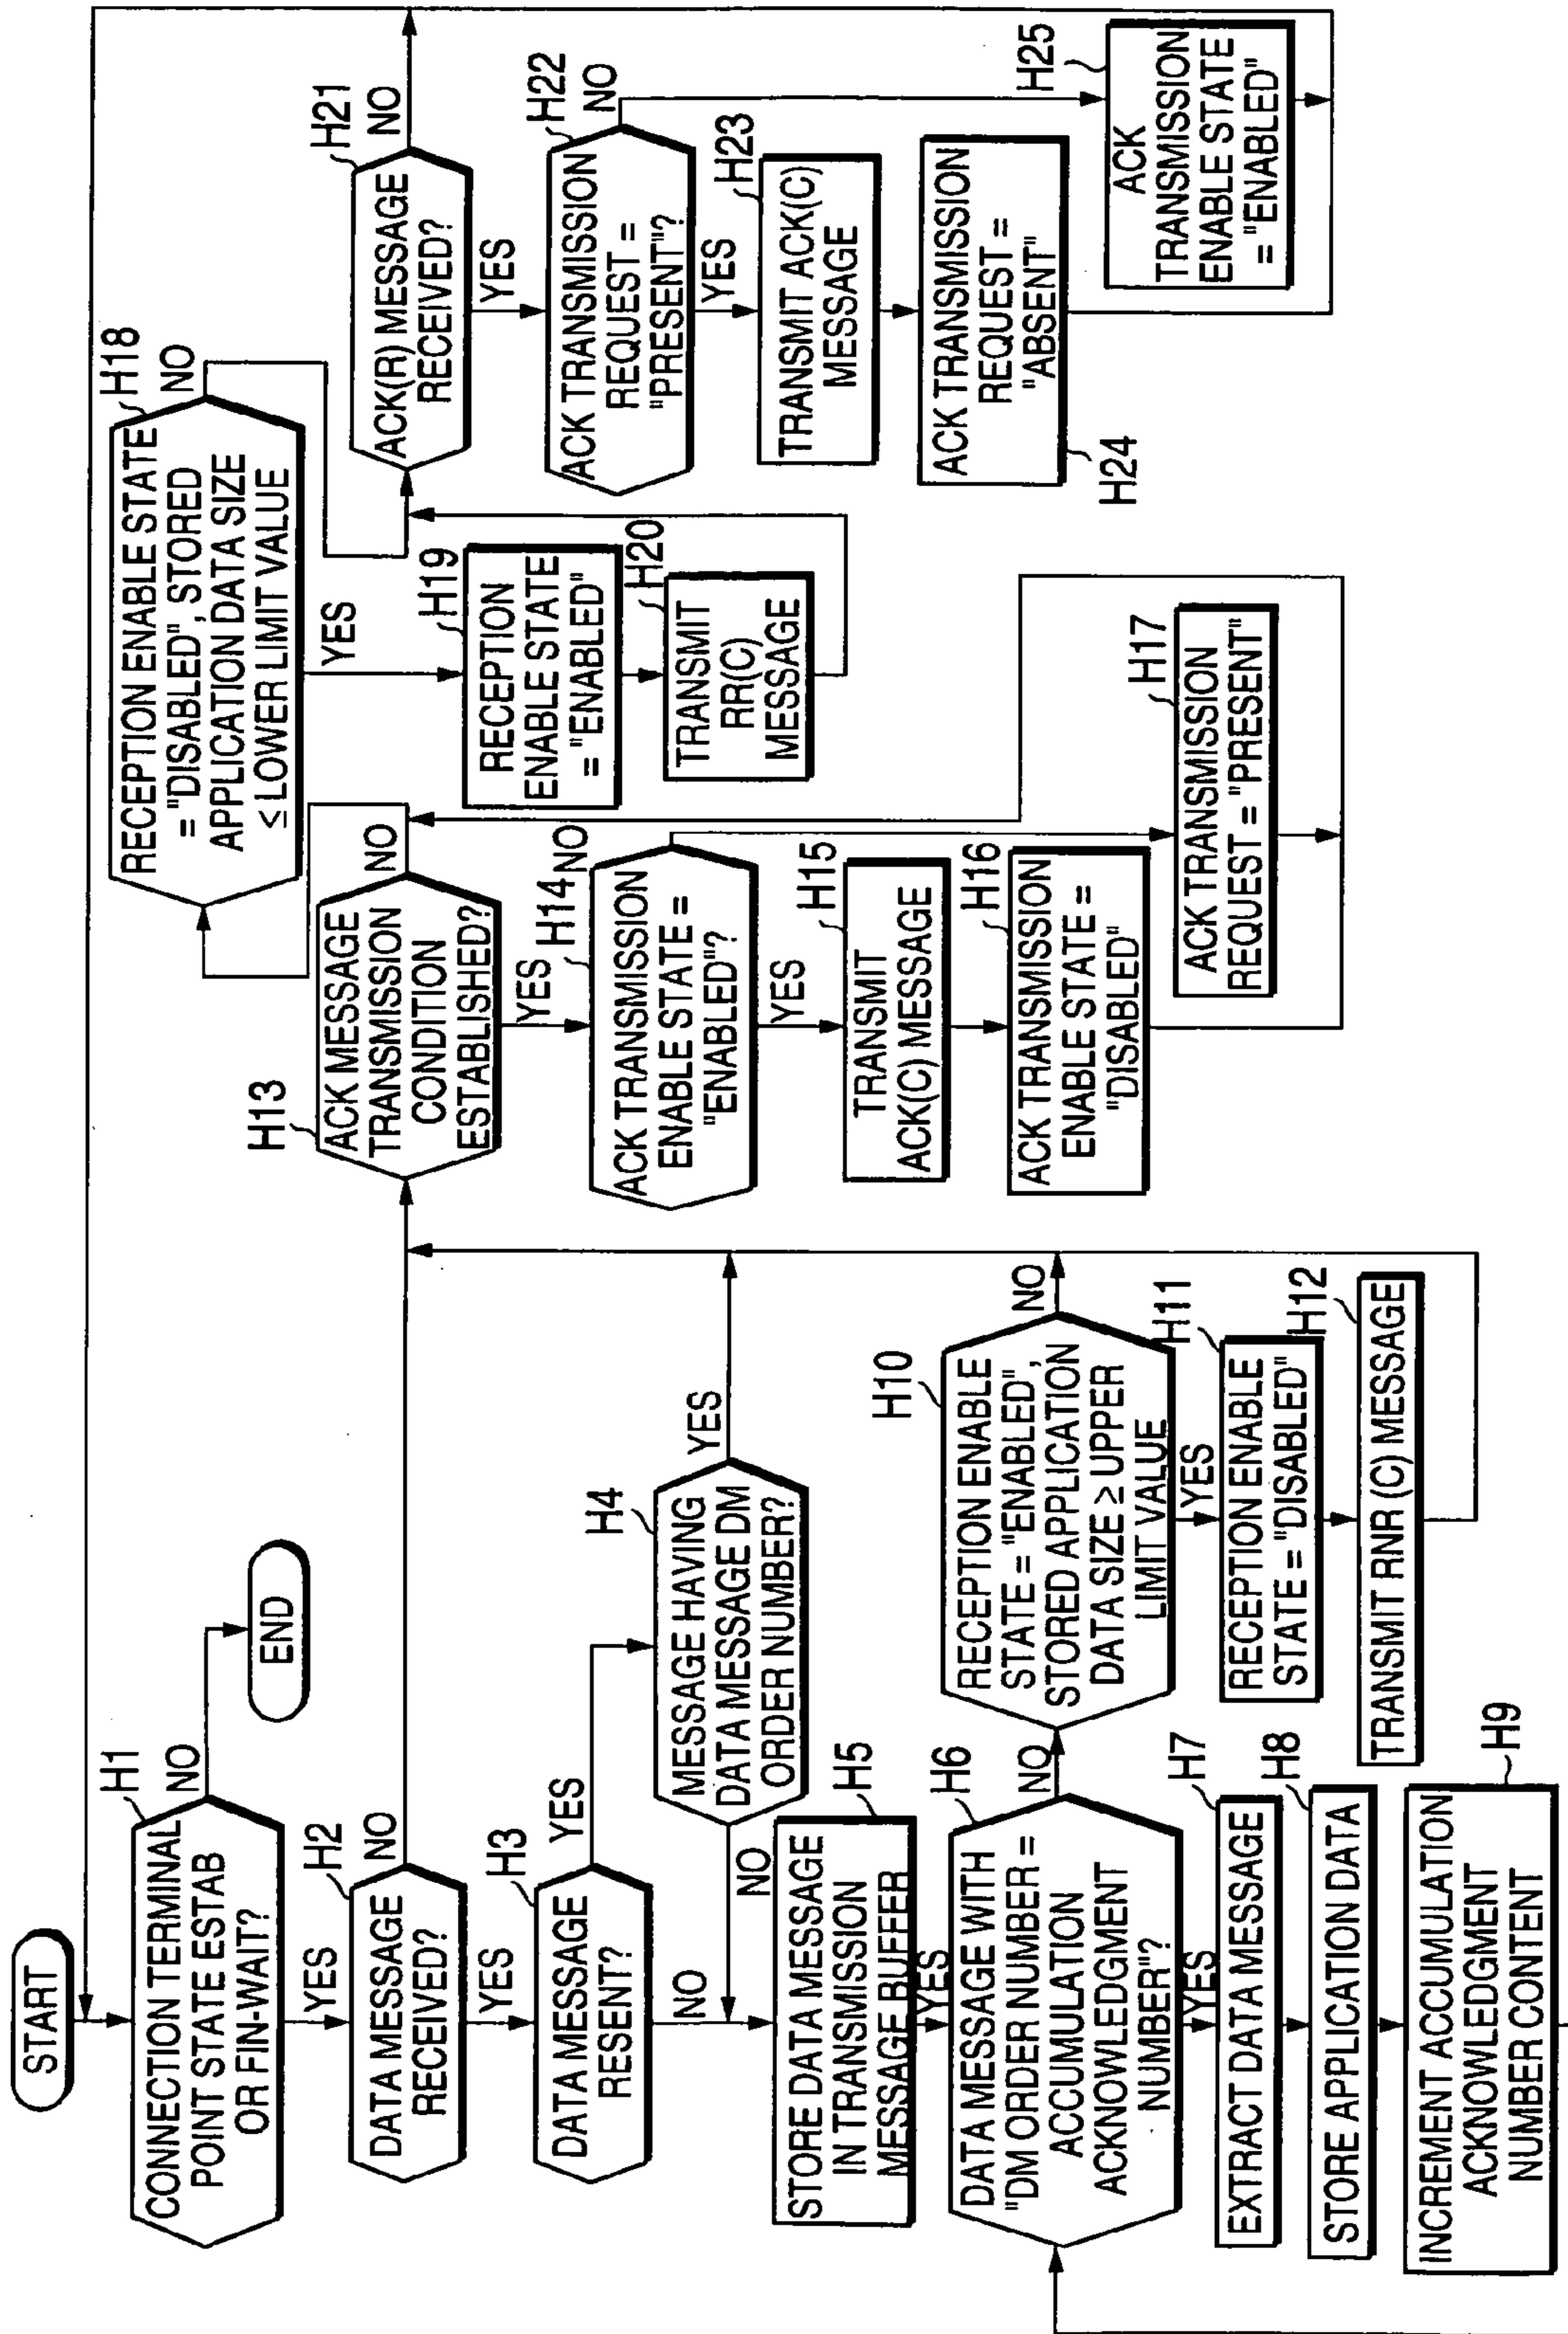 START
H1
CONNECTION TERMINAL
POINT STATE ESTAB
OR FIN-WAIT?
NO
END
YES
H2
DATA MESSAGE
RECEIVED?
NO
YES
H3
DATA MESSAGE
RESENT?
YES
NO
H4
MESSAGE HAVING
DATA MESSAGE DM
ORDER NUMBER?
YES
NO
H5
STORE DATA MESSAGE
IN TRANSMISSION
MESSAGE BUFFER
YES
H6
DATA MESSAGE WITH
"DM ORDER NUMBER =
ACCUMULATION
ACKNOWLEDGMENT
NUMBER"?
NO
YES
H7
EXTRACT DATA MESSAGE
H8
STORE APPLICATION DATA
H9
INCREMENT ACCUMULATION
ACKNOWLEDGMENT
NUMBER CONTENT
H10
RECEPTION ENABLE
STATE = "ENABLED",
STORED APPLICATION
DATA SIZE ≥ UPPER
LIMIT VALUE
NO
YES
H11
RECEPTION ENABLE
STATE = "DISABLED"
H12
TRANSMIT RNR (C) MESSAGE
H13
ACK MESSAGE
TRANSMISSION
CONDITION
ESTABLISHED?
NO
YES
H14
ACK TRANSMISSION
ENABLE STATE =
"ENABLED"?
NO
YES
H15
TRANSMIT
ACK(C) MESSAGE
H16
ACK TRANSMISSION
ENABLE STATE =
"DISABLED"
H17
ACK TRANSMISSION
REQUEST = "PRESENT"
H18
RECEPTION ENABLE STATE
= "DISABLED", STORED
APPLICATION DATA SIZE
≤ LOWER LIMIT VALUE
NO
YES
H19
RECEPTION
ENABLE STATE
= "ENABLED"
H20
TRANSMIT
RR(C)
MESSAGE
H21
ACK(R) MESSAGE
RECEIVED?
NO
YES
H22
ACK TRANSMISSION
REQUEST =
"PRESENT"?
NO
YES
H23
TRANSMIT ACK(C)
MESSAGE
H24
ACK TRANSMISSION
REQUEST =
"ABSENT"
H25
ACK
TRANSMISSION
ENABLE STATE
= "ENABLED"